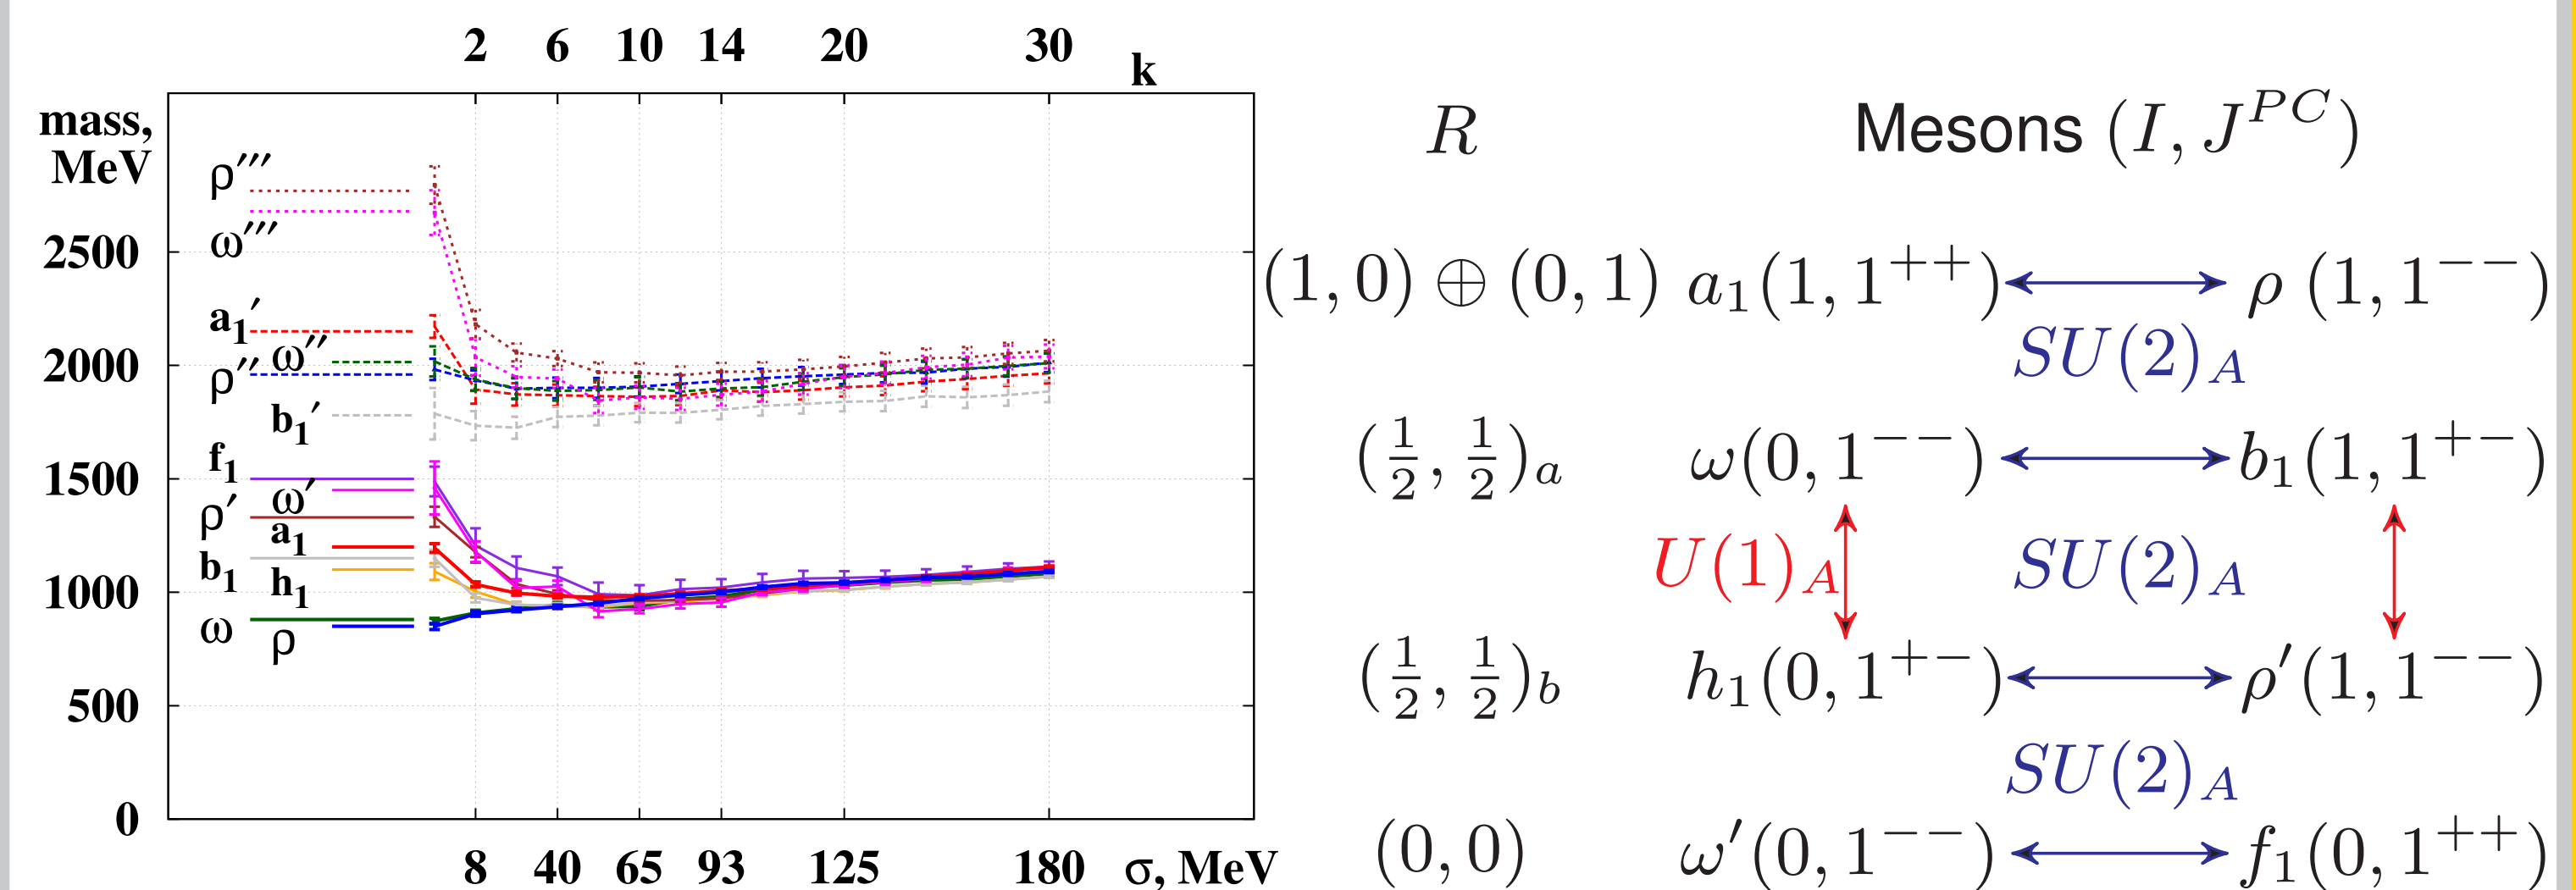 2 6 10 14 20 30 k
mass,
MeV
ρ′′′
ω′′′
2500
a₁′
ω′′
2000
ρ′′
b₁′
f₁
1500
ω′
ρ′
a₁
b₁
h₁
1000
ω
ρ
500
0
8 40 65 93 125 180 σ, MeV
R Mesons (I, J^{PC})
(1, 0) ⊕ (0, 1) a₁(1, 1⁺⁺) ρ (1, 1⁻⁻)
SU(2)_A
(1/2, 1/2)_a ω(0, 1⁻⁻) b₁(1, 1⁺⁻)
U(1)_A SU(2)_A
(1/2, 1/2)_b h₁(0, 1⁺⁻) ρ′(1, 1⁻⁻)
SU(2)_A
(0, 0) ω′(0, 1⁻⁻) f₁(0, 1⁺⁺)